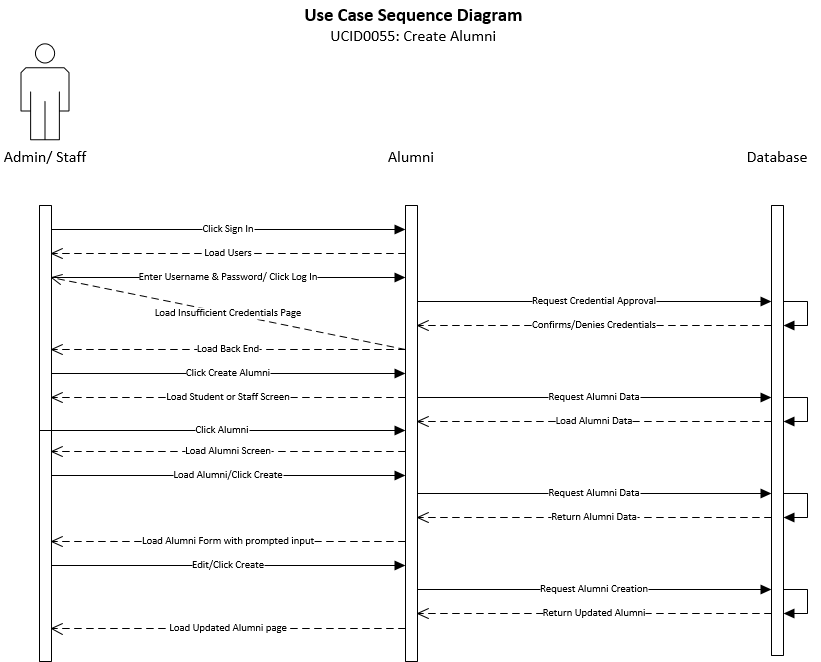 Use Case Sequence Diagram
UCID0055: Create Alumni
Admin/ Staff
Alumni
Database
Click Sign In
Load Users
Enter Username & Password/ Click Log In
Request Credential Approval
Load Insufficient Credentials Page
Confirms/Denies Credentials
Load Back End
Click Create Alumni
Load Student or Staff Screen
Request Alumni Data
Load Alumni Data
Click Alumni
Load Alumni Screen
Load Alumni/Click Create
Request Alumni Data
Return Alumni Data
Load Alumni Form with prompted input
Edit/Click Create
Request Alumni Creation
Return Updated Alumni
Load Updated Alumni page